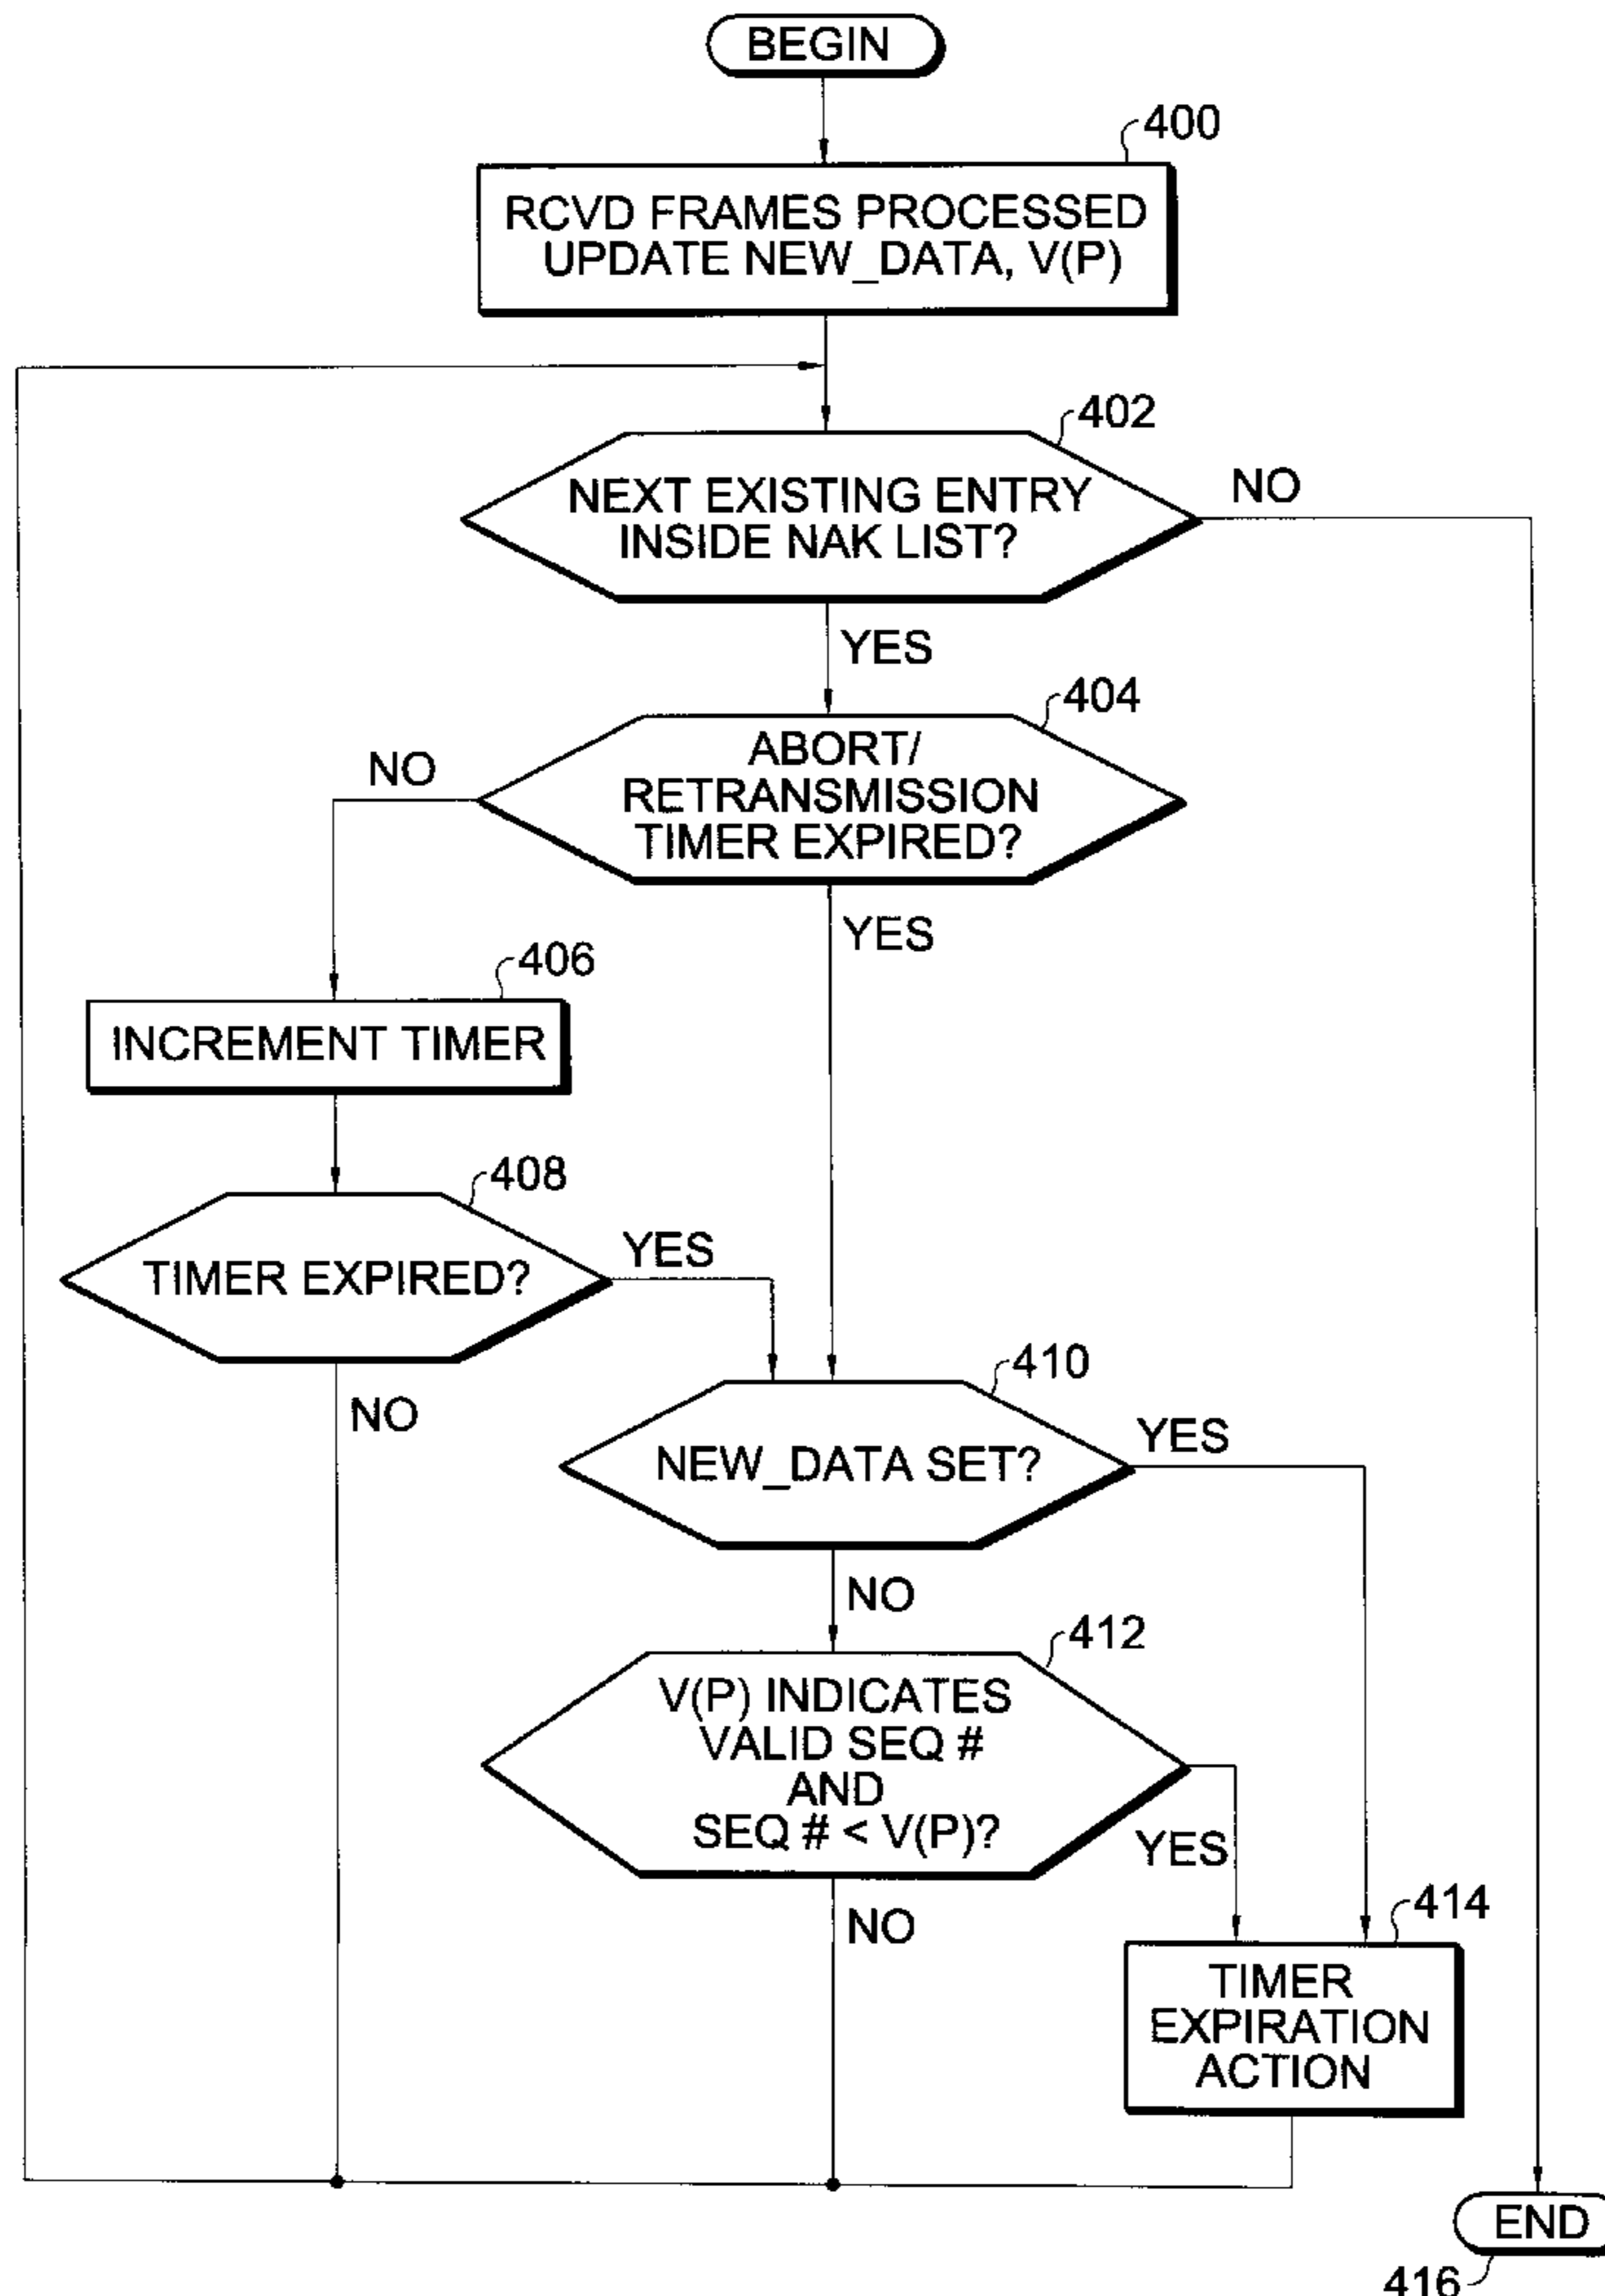 BEGIN
400
RCVD FRAMES PROCESSED
UPDATE NEW_DATA, V(P)
402
NEXT EXISTING ENTRY
INSIDE NAK LIST?
NO
YES
404
ABORT/
RETRANSMISSION
TIMER EXPIRED?
NO
YES
406
INCREMENT TIMER
408
TIMER EXPIRED?
YES
NO
410
NEW_DATA SET?
YES
NO
412
V(P) INDICATES
VALID SEQ #
AND
SEQ # < V(P)?
YES
NO
414
TIMER
EXPIRATION
ACTION
END
416